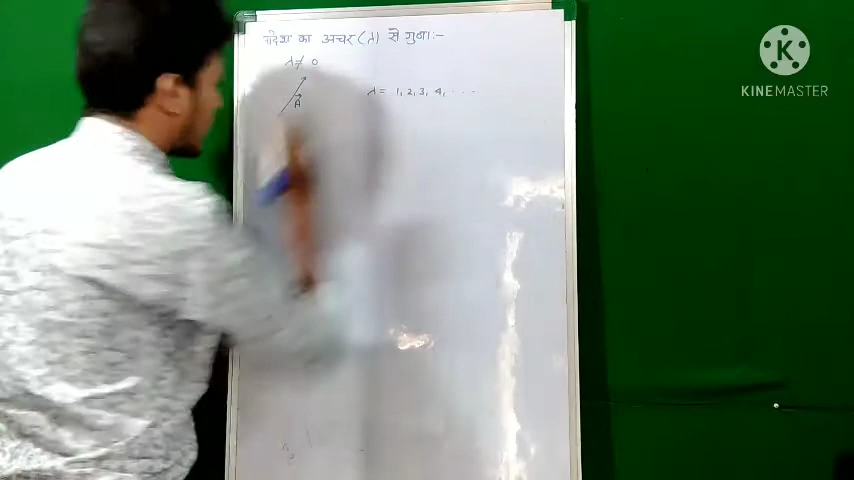 सदिश का अचर (λ) से गुणा:-
λ ≠ 0
A
λ = 1, 2, 3, 4, . . . -
KINEMASTER